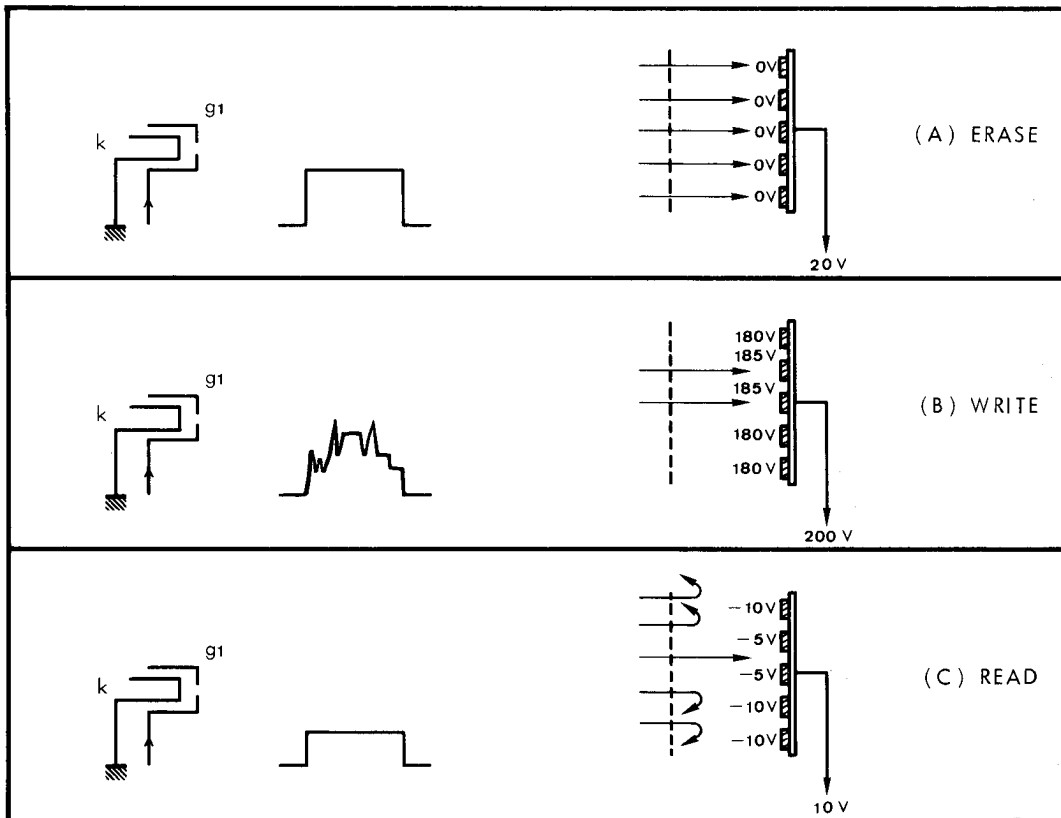 g1
k
0V
0V
0V
0V
0V
20 V
(A) ERASE
g1
k
180V
185V
185V
180V
180V
200 V
(B) WRITE
g1
k
−10V
−5V
−5V
−10V
−10V
10 V
(C) READ